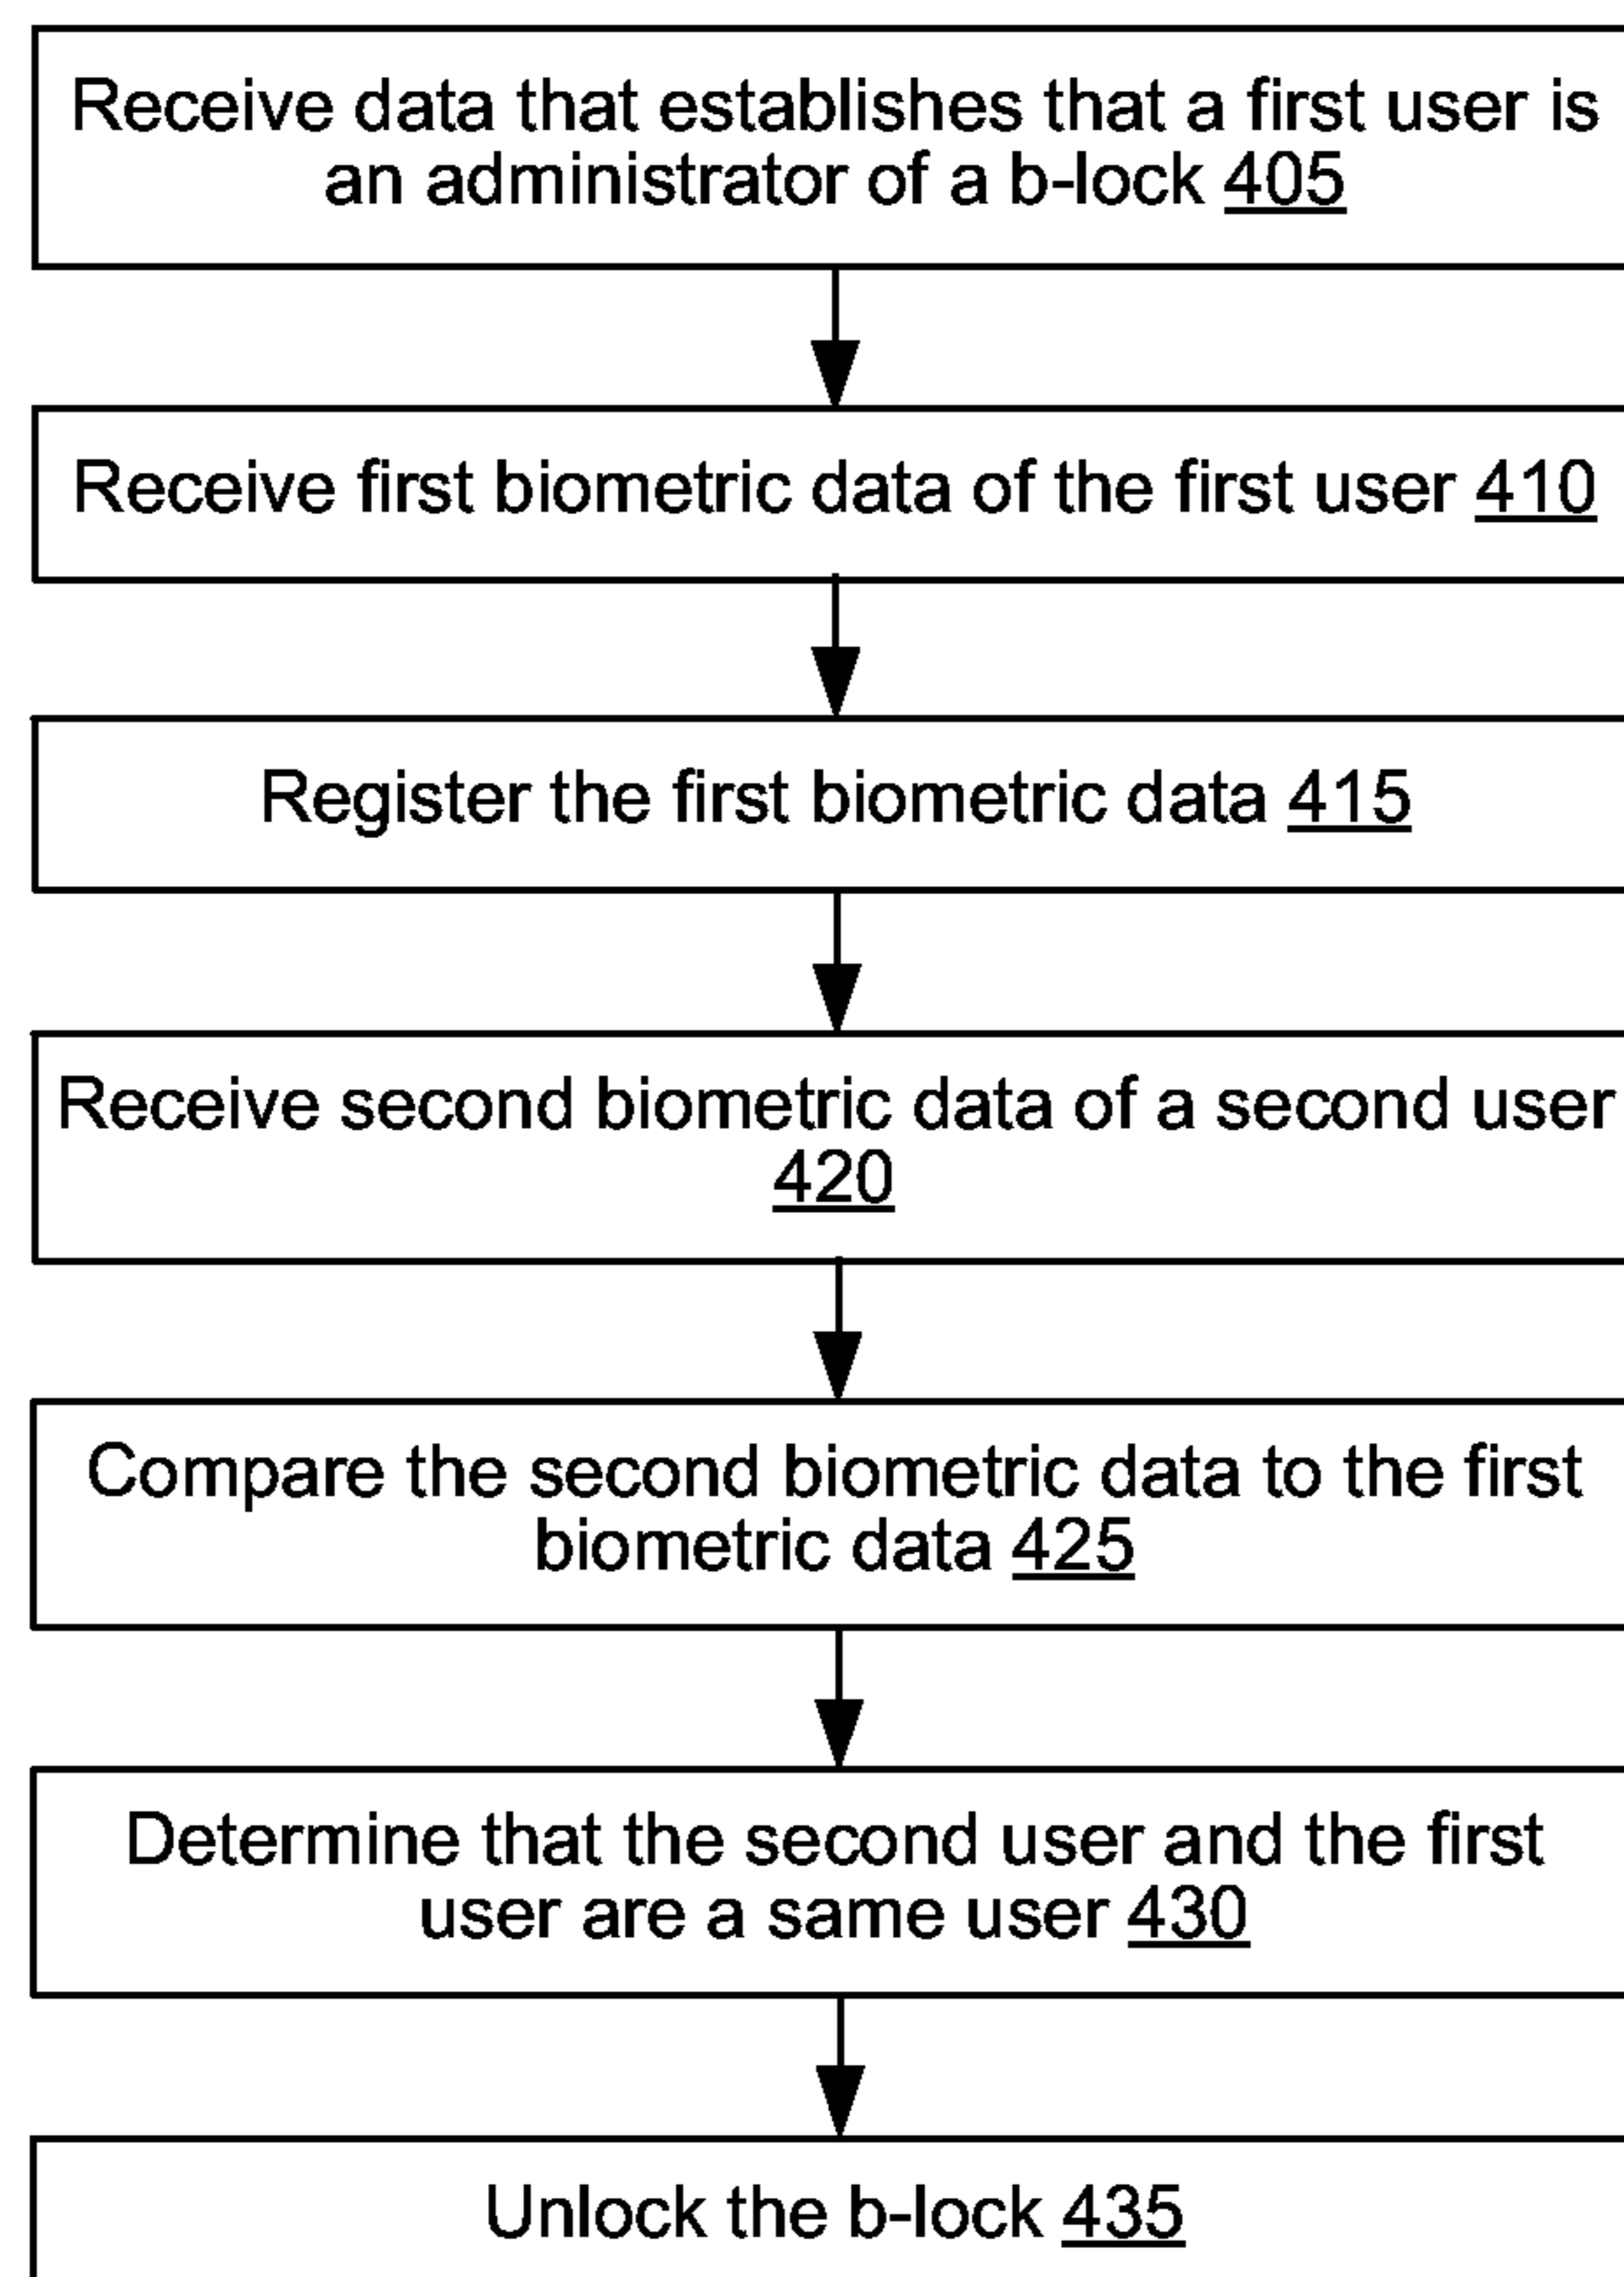 Receive data that establishes that a first user is
an administrator of a b-lock 405
Receive first biometric data of the first user 410
Register the first biometric data 415
Receive second biometric data of a second user
420
Compare the second biometric data to the first
biometric data 425
Determine that the second user and the first
user are a same user 430
Unlock the b-lock 435